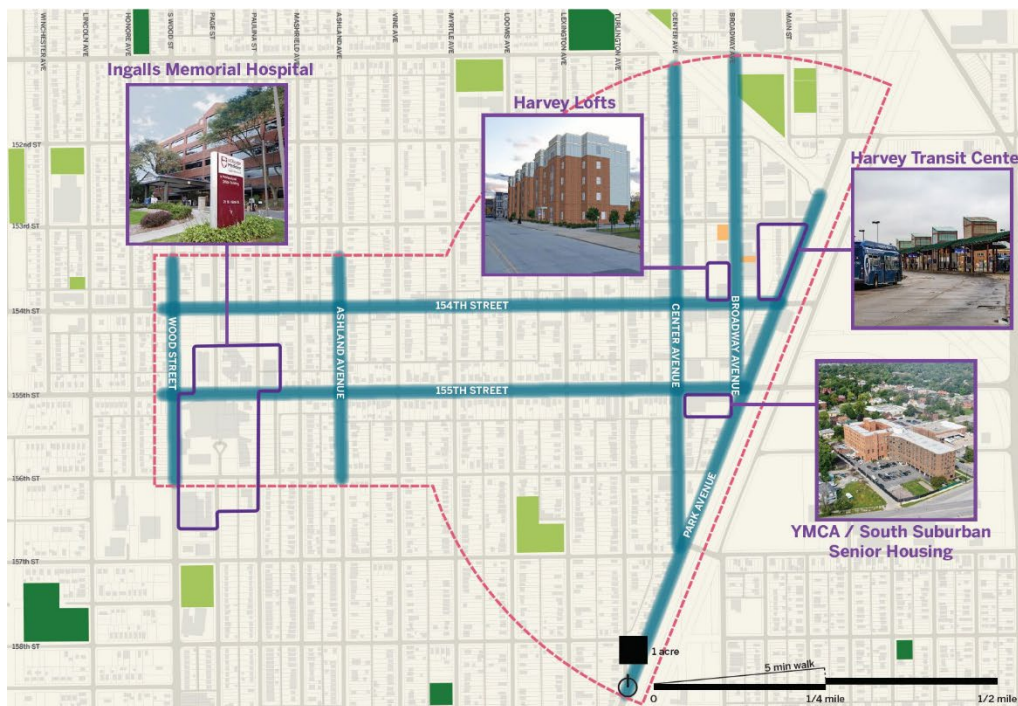 WINCHESTER AVE
LINCOLN AVE
HONORE AVE
S WOOD ST
PAGE ST
PAULINA ST
MARSHFIELD AVE
ASHLAND AVE
VINE AVE
MYRTLE AVE
LOOMIS AVE
LEXINGTON AVE
TURLINGTON AVE
CENTER AVE
BROADWAY AVE
MAIN ST
Ingalls Memorial Hospital
Harvey Lofts
152ND ST
Harvey Transit Cente
153RD ST
154TH STREET
154TH ST
WOOD STREET
ASHLAND AVENUE
CENTER AVENUE
BROADWAY AVENUE
155TH STREET
155TH ST
156TH ST
PARK AVENUE
YMCA / South Suburban
Senior Housing
157TH ST
158TH ST
1 acre
5 min walk
0
1/4 mile
1/2 mile